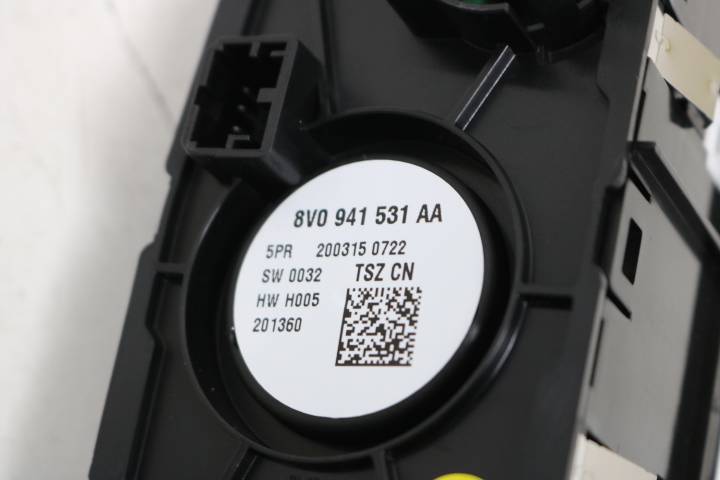 8V0 941 531 AA
5PR 200315 0722
SW 0032 TSZ CN
HW H005
201360